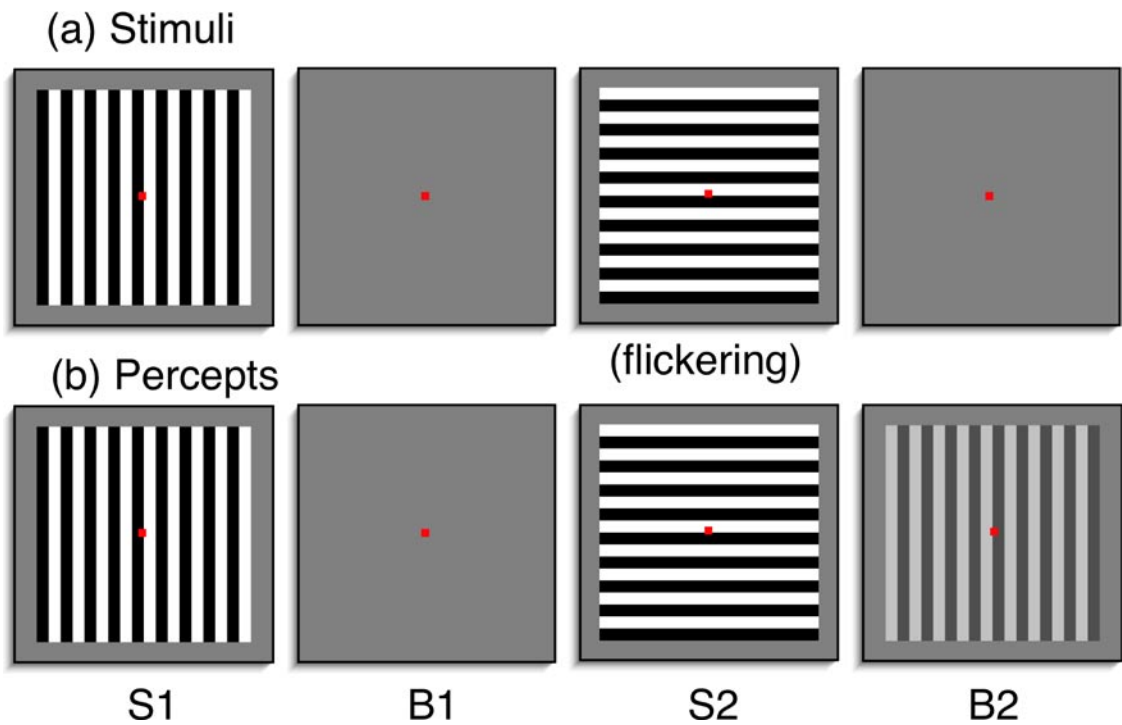 (a) Stimuli
(b) Percepts
(flickering)
S1
B1
S2
B2